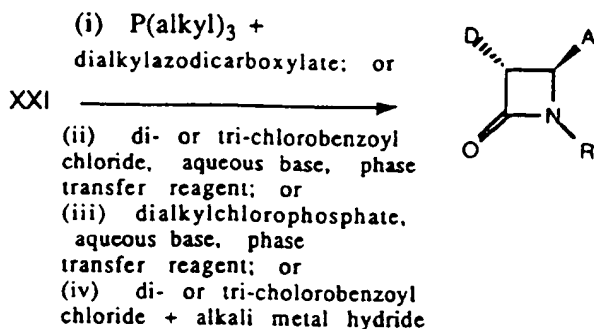 (i) P(alkyl)3 +
dialkylazodicarboxylate; or
XXI
(ii) di- or tri-chlorobenzoyl
chloride, aqueous base, phase
transfer reagent; or
(iii) dialkylchlorophosphate,
aqueous base, phase
transfer reagent; or
(iv) di- or tri-cholorobenzoyl
chloride + alkali metal hydride
D A
N
O R